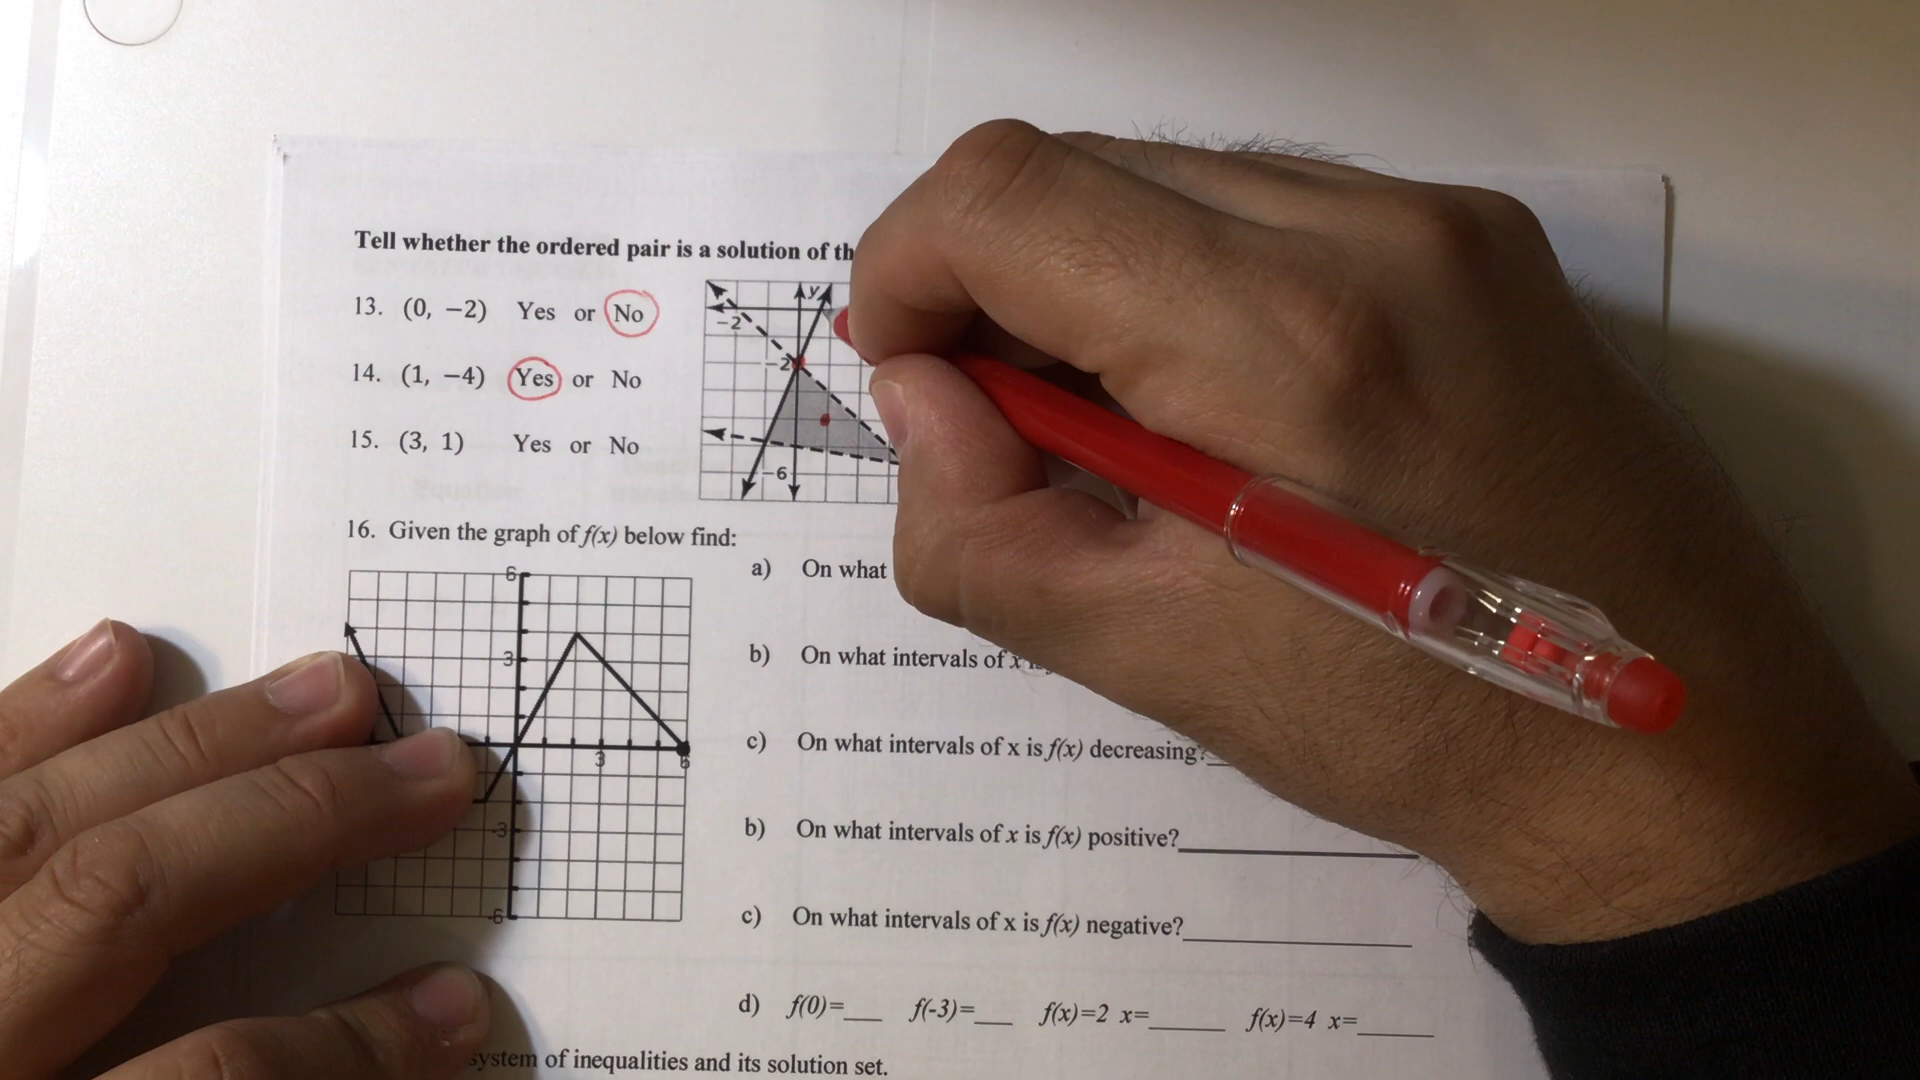 Tell whether the ordered pair is a solution of th
13. (0, −2) Yes or No
14. (1, −4) Yes or No
15. (3, 1) Yes or No
y
−2
−2
−6
16. Given the graph of f(x) below find:
a) On what
b) On what intervals of x
c) On what intervals of x is f(x) decreasing?
b) On what intervals of x is f(x) positive?
c) On what intervals of x is f(x) negative?
d) f(0)=___ f(-3)=___ f(x)=2 x=______ f(x)=4 x=______
6
3
3
6
-3
-6
system of inequalities and its solution set.